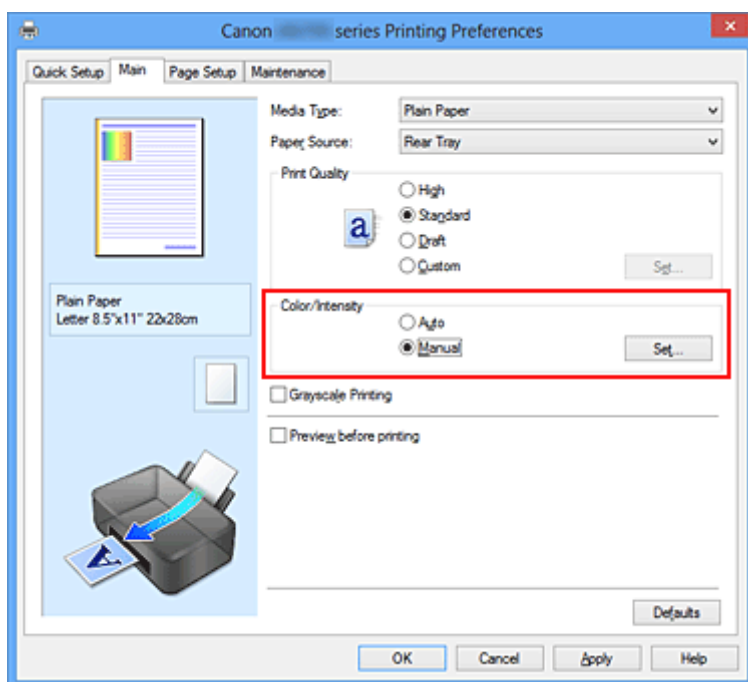 Canon series Printing Preferences
Quick Setup Main Page Setup Maintenance
Media Type: Plain Paper
Paper Source: Rear Tray
Print Quality
High
a Standard
Draft
Custom Set...
Plain Paper
Letter 8.5"x11" 22x28cm
Color/Intensity
Auto
Manual Set...
Grayscale Printing
Preview before printing
A
Defaults
OK Cancel Apply Help